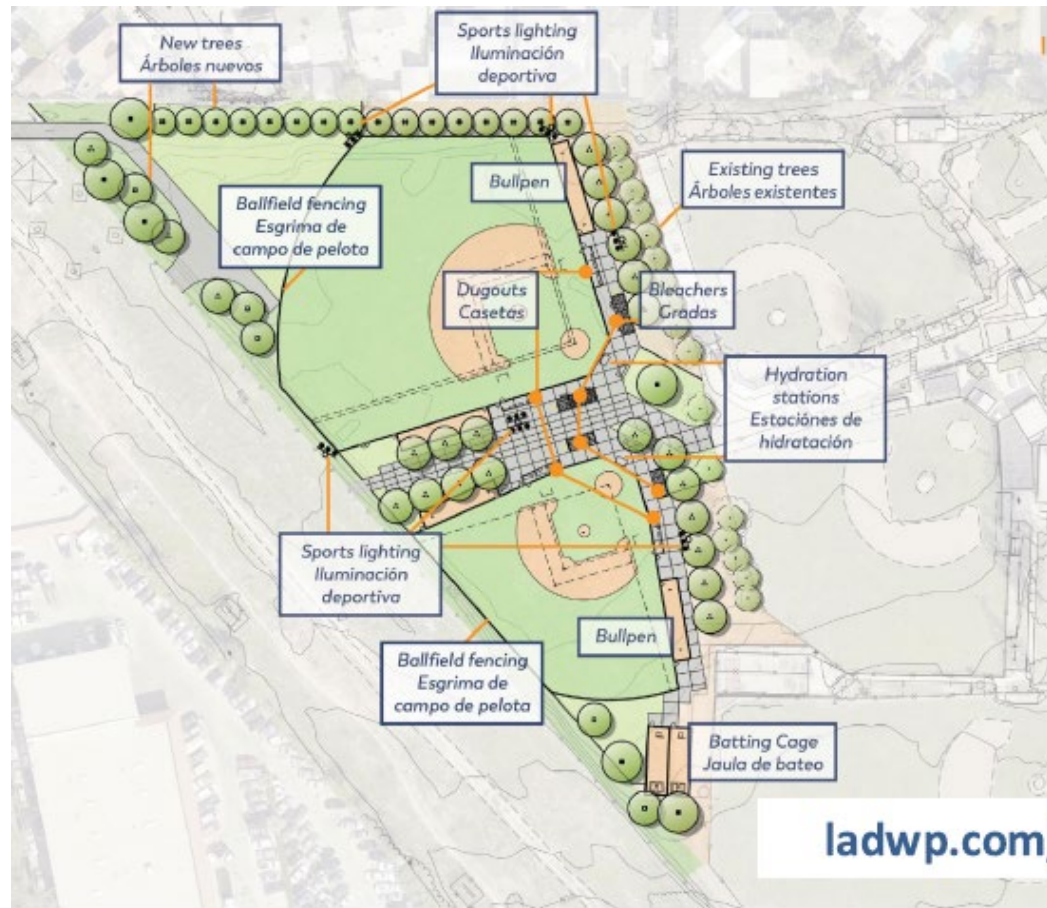 New trees
Árboles nuevos
Sports lighting
Iluminación
deportiva
Bullpen
Existing trees
Árboles existentes
Ballfield fencing
Esgrima de
campo de pelota
Dugouts
Casetas
Bleachers
Gradas
Hydration
stations
Estaciónes de
hidratación
Sports lighting
Iluminación
deportiva
Bullpen
Ballfield fencing
Esgrima de
campo de pelota
Batting Cage
Jaula de bateo
ladwp.com/